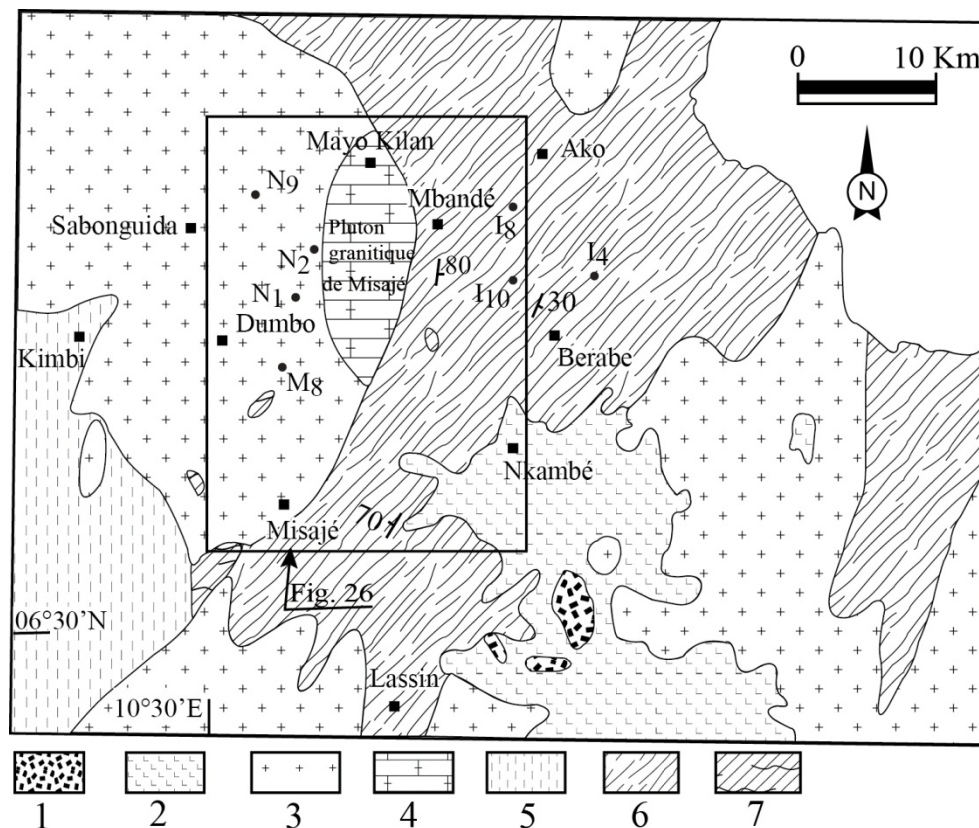 0 10 Km
Mayo Kilan
Ako
N9
Mbandé
Sabonguida
Pluton
granitique
de Misajé
I8
N2
80
I4
N1
I10
30
Dumbo
Kimbi
Berabe
M8
Nkambé
70
Misajé
Fig. 26
06°30’N
Lassin
10°30’E
N
1 2 3 4 5 6 7